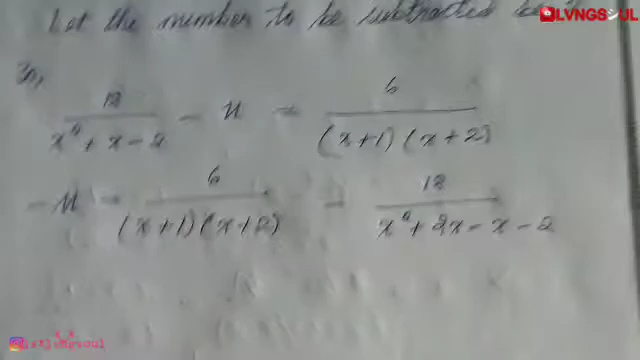 LVNGSOUL
Let the number to be subtracted be
12/(x² + x - 2) - u = 6/((x+1)(x+2))
- u = 6/((x+1)(x+2)) - 12/(x² + 2x - x - 2)